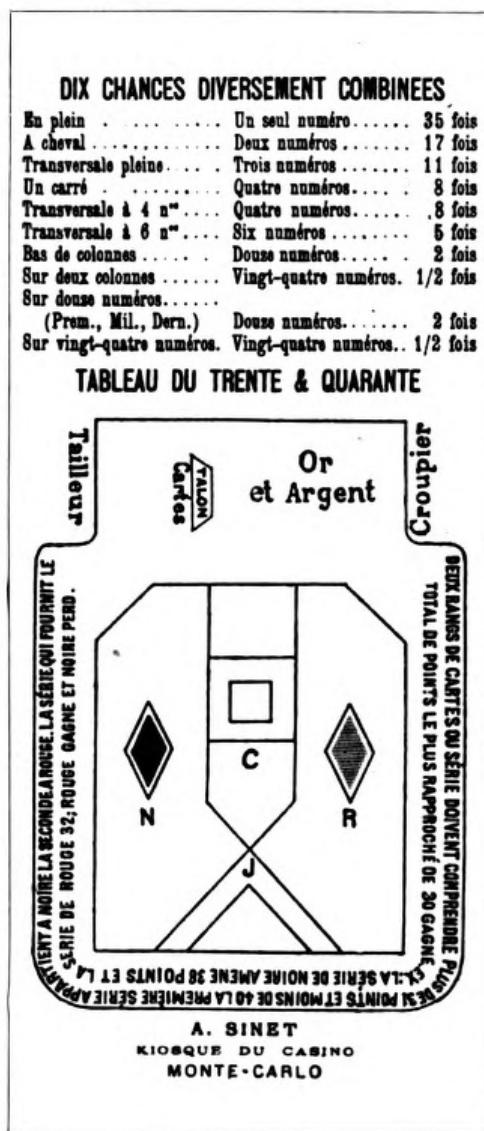 DIX CHANCES DIVERSEMENT COMBINEES
En plein . . . . . . . . . . Un seul numéro...... 35 fois
A cheval .............. Deux numéros....... 17 fois
Transversale pleine..... Trois numéros....... 11 fois
Un carré . .......... Quatre numéros..... 8 fois
Transversale à 4 nos.... Quatre numéros..... 8 fois
Transversale à 6 nos.... Six numéros ........ 5 fois
Bas de colonnes ...... Douse numéros...... 2 fois
Sur deux colonnes ...... Vingt-quatre numéros. 1/2 fois
Sur douse numéros......
(Prem., Mil., Dern.) Douse numéros....... 2 fois
Sur vingt-quatre numéros. Vingt-quatre numéros.. 1/2 fois
TABLEAU DU TRENTE & QUARANTE
Tailleur
TALON
Cartes
Or
et Argent
Croupier
DEUX RANGS DE CARTES OU SÉRIE DOIVENT COMPRENDRE PLUS DE 31 POINTS ET MOINS DE 40 LA PREMIÈRE SÉRIE APPARTIENT A NOIRE LA SECONDE A ROUGE. LA SÉRIE QUI FOURNIT LE
TOTAL DE POINTS LE PLUS RAPPROCHÉ DE 30 GAGNE. EX.: LA SÉRIE DE NOIRE AMÈNE 38 POINTS ET LA SÉRIE DE ROUGE 32; ROUGE GAGNE ET NOIRE PERD.
C
N
R
J
A. SINET
KIOSQUE DU CASINO
MONTE-CARLO